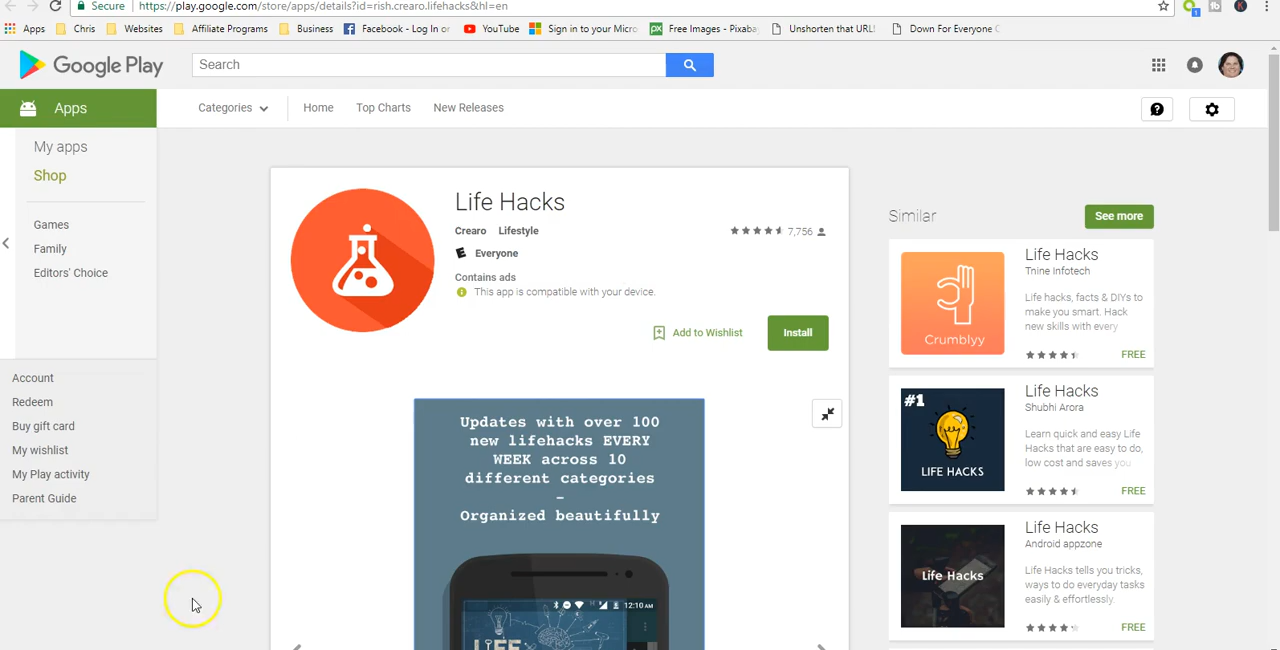 Secure https://play.google.com/store/apps/details?id=rish.crearo.lifehacks&hl=en
Apps Chris Websites Affiliate Programs Business Facebook - Log In or YouTube Sign in to your Micro Free Images - Pixaba Unshorten that URL! Down For Everyone
Google Play Search
Apps Categories Home Top Charts New Releases
My apps
Shop
Games
Family
Editors' Choice
Account
Redeem
Buy gift card
My wishlist
My Play activity
Parent Guide
Life Hacks
Crearo Lifestyle 7,756
Everyone
Contains ads
This app is compatible with your device.
Add to Wishlist Install
Updates with over 100
new lifehacks EVERY
WEEK across 10
different categories
–
Organized beautifully
12:10 AM
LIFE
Similar See more
Life Hacks
Thine Infotech
Life hacks, facts & DIYs to
make you smart. Hack
new skills with every
FREE
Crumblyy
Life Hacks
Shubhi Arora
Learn quick and easy Life
Hacks that are easy to do,
low cost and saves you
FREE
#1
LIFE HACKS
Life Hacks
Android appzone
Life Hacks tells you tricks,
ways to do everyday tasks
easily & effortlessly.
FREE
Life Hacks